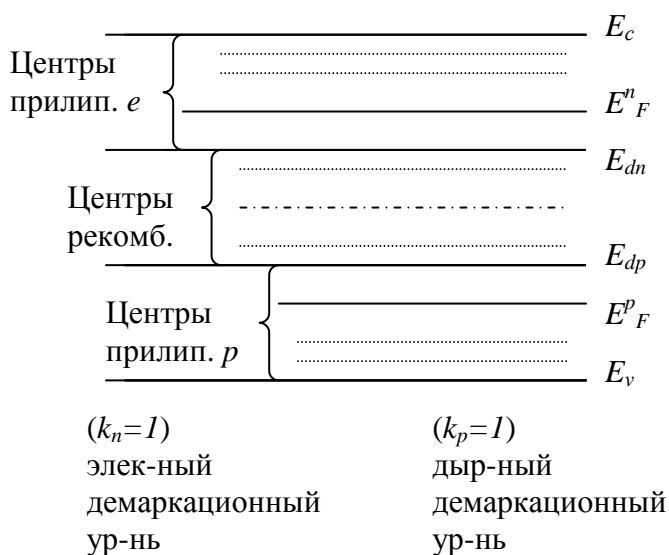 E_c
Центры
прилип. e
E^n_F
E_dn
Центры
рекомб.
E_dp
Центры
прилип. p
E^p_F
E_v
(k_n=1)
элек-ный
демаркационный
ур-нь
(k_p=1)
дыр-ный
демаркационный
ур-нь